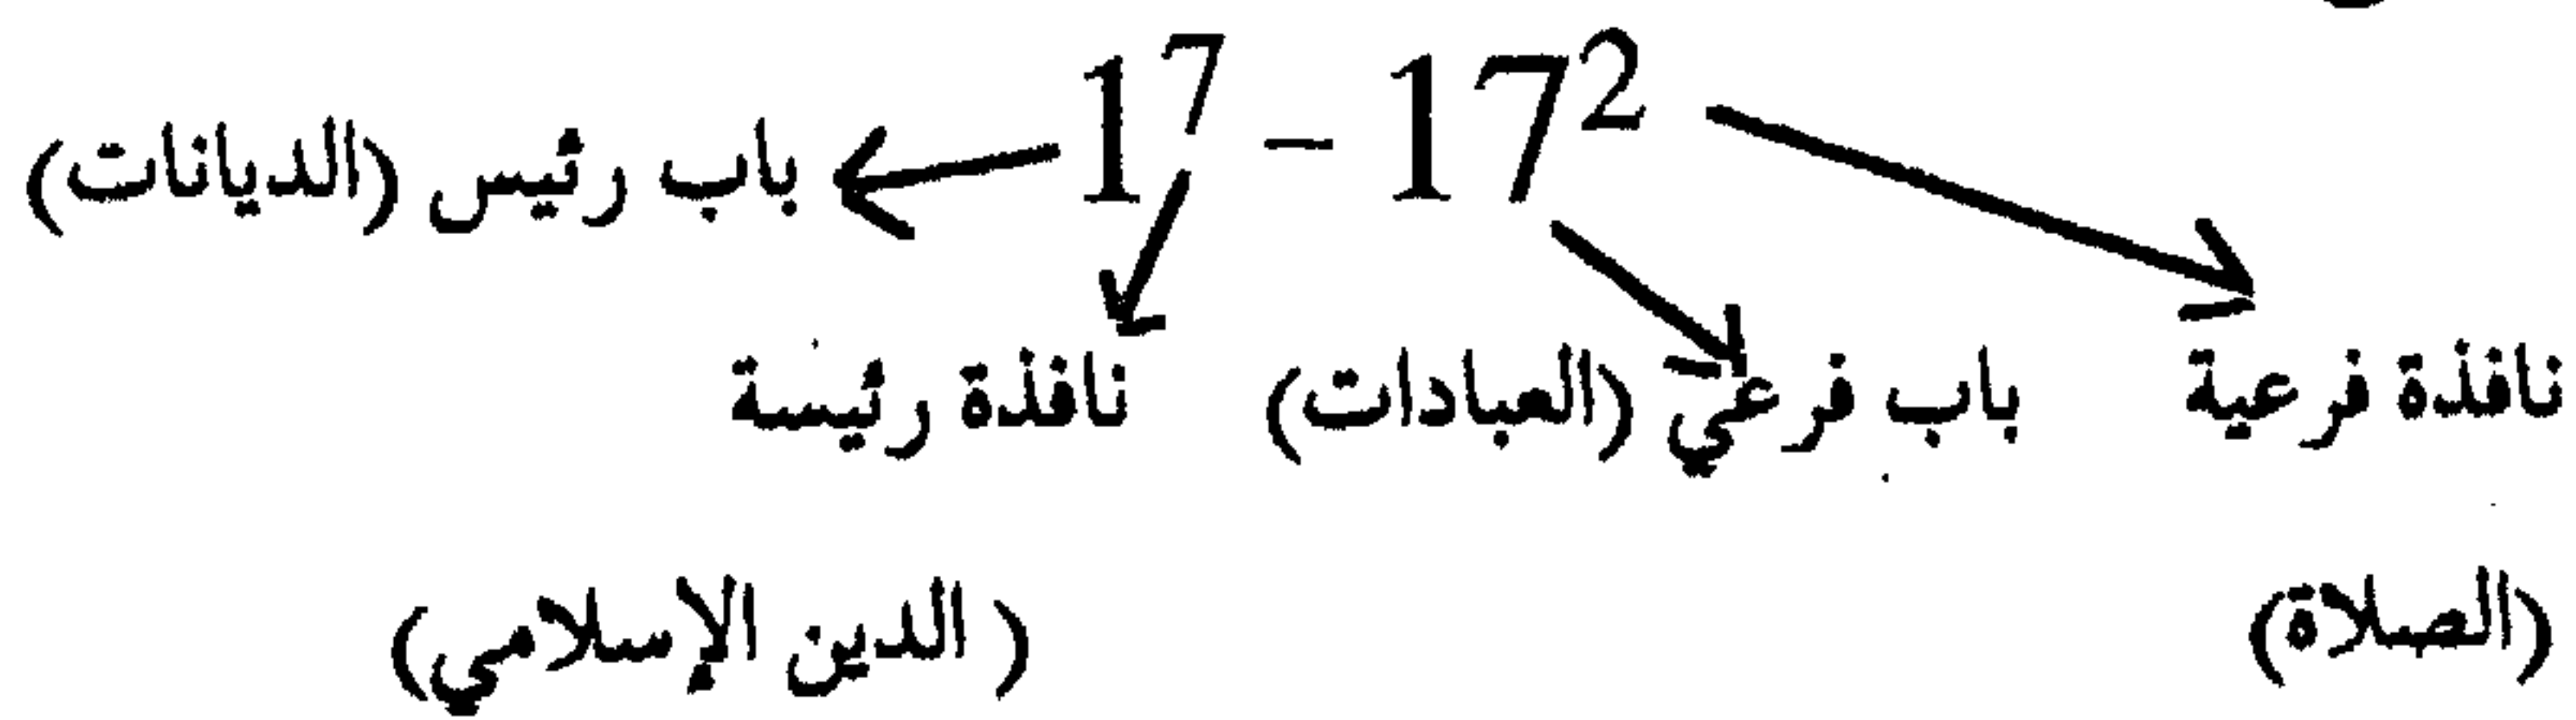 1⁷ – 17²
باب رئيس (الديانات)
نافذة فرعية باب فرعي (العبادات) نافذة رئيسة
(الصلاة) (الدين الإسلامي)